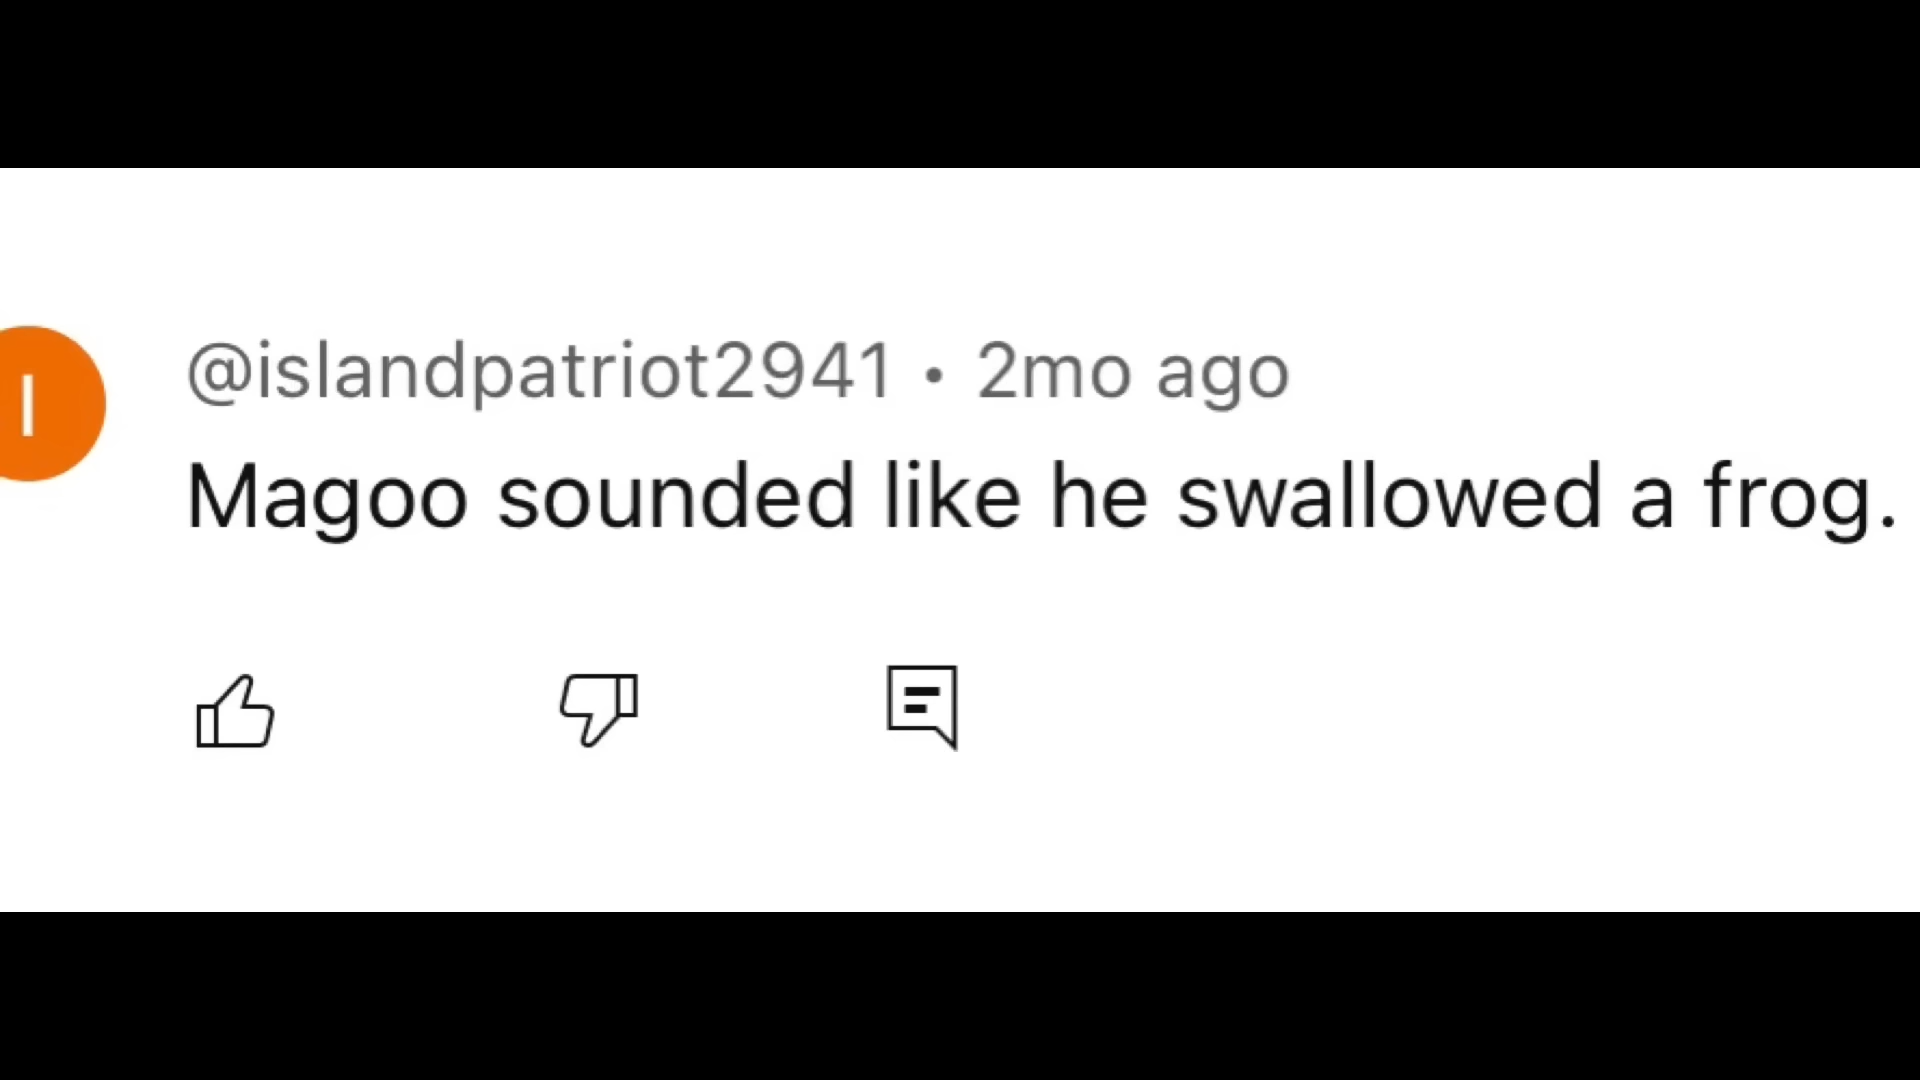 I
@islandpatriot2941 • 2mo ago
Magoo sounded like he swallowed a frog.